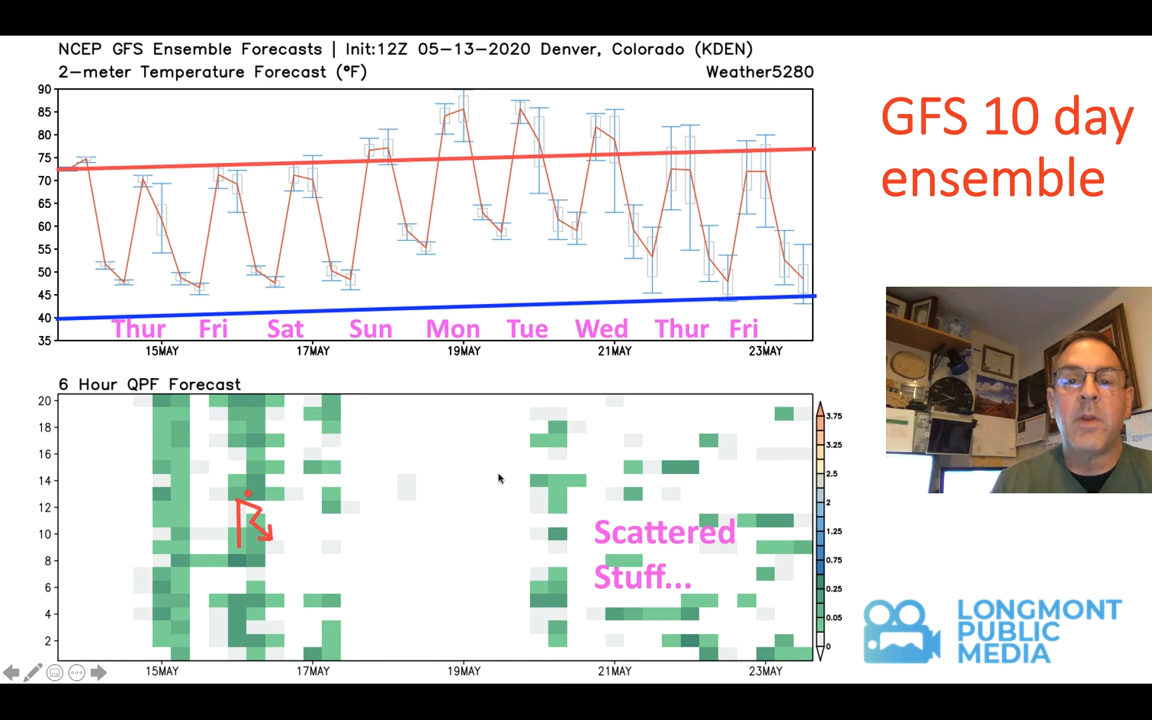 NCEP GFS Ensemble Forecasts | Init:12Z 05-13-2020 Denver, Colorado (KDEN)
2-meter Temperature Forecast (°F)
Weather5280
90
85
80
75
70
65
60
55
50
45
40
35
Thur Fri Sat Sun Mon Tue Wed Thur Fri
15MAY 17MAY 19MAY 21MAY 23MAY
GFS 10 day
ensemble
6 Hour QPF Forecast
20
18
16
14
12
10
8
6
4
2
R
Scattered
Stuff...
3.75
3.25
2.5
2
1.25
0.75
0.25
0.05
0
15MAY 17MAY 19MAY 21MAY 23MAY
LONGMONT
PUBLIC
MEDIA